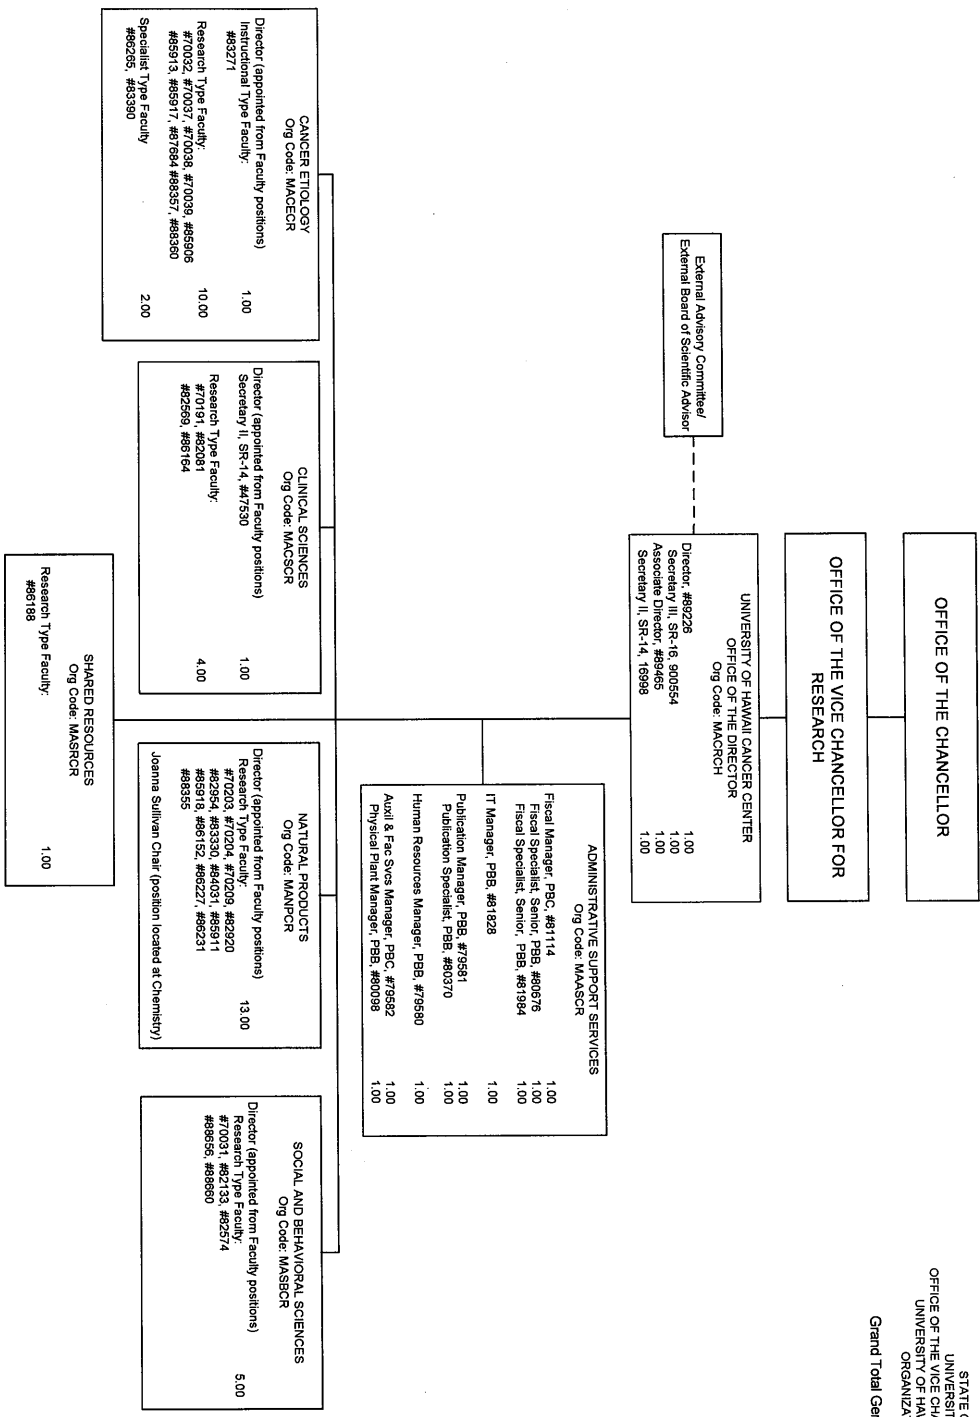 STATE
UNIVERSIT
OFFICE OF THE VICE CHA
UNIVERSITY OF HAW
ORGANIZAT
Grand Total Ger
OFFICE OF THE CHANCELLOR
OFFICE OF THE VICE CHANCELLOR FOR
RESEARCH
External Advisory Committee/
External Board of Scientific Advisor
UNIVERSITY OF HAWAII CANCER CENTER
OFFICE OF THE DIRECTOR
Org Code: MACRCH
Director, #89226 1.00
Secretary III, SR-16, 900554 1.00
Associate Director, #89465 1.00
Secretary II, SR-14, 16998 1.00
ADMINISTRATIVE SUPPORT SERVICES
Org Code: MAASCR
Fiscal Manager, PBC, #81114 1.00
Fiscal Specialist, Senior, PBB, #80676 1.00
Fiscal Specialist, Senior, PBB, #81984 1.00
IT Manager, PBB, #81828 1.00
Publication Manager, PBB, #79581 1.00
Publication Specialist, PBB, #80370 1.00
Human Resources Manager, PBB, #79580 1.00
Auxil & Fac Svcs Manager, PBC, #79582 1.00
Physical Plant Manager, PBB, #80098 1.00
CANCER ETIOLOGY
Org Code: MACECR
Director (appointed from Faculty positions)
Instructional Type Faculty: 1.00
#83271
Research Type Faculty: 10.00
#70032, #70037, #70038, #70039, #85906
#85913, #85917, #87684 #88357, #88360
Specialist Type Faculty 2.00
#86265, #83390
CLINICAL SCIENCES
Org Code: MACSCR
Director (appointed from Faculty positions)
Secretary II, SR-14, #47530 1.00
Research Type Faculty: 4.00
#70191, #82081
#82569, #86164
NATURAL PRODUCTS
Org Code: MANPCR
Director (appointed from Faculty positions)
Research Type Faculty: 13.00
#70203, #70204, #70209, #82920
#82954, #83330, #84031, #85911
#85918, #86152, #86227, #86231
#88355
Joanna Sullivan Chair (position located at Chemistry)
SOCIAL AND BEHAVIORAL SCIENCES
Org Code: MASBCR
Director (appointed from Faculty positions)
Research Type Faculty: 5.00
#70031, #82133, #82574
#88656, #88660
SHARED RESOURCES
Org Code: MASRCR
Research Type Faculty: 1.00
#86188